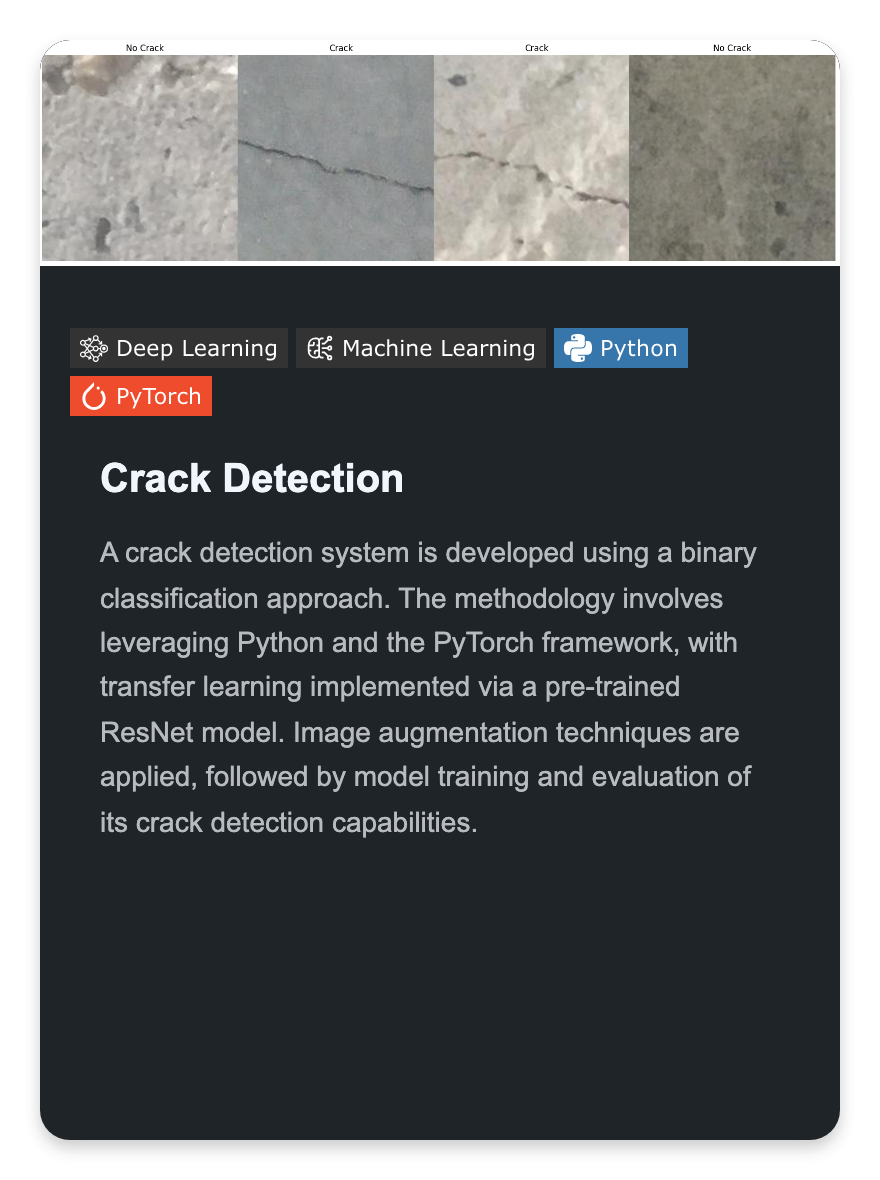 No Crack Crack Crack No Crack
Deep Learning Machine Learning Python
PyTorch
Crack Detection
A crack detection system is developed using a binary
classification approach. The methodology involves
leveraging Python and the PyTorch framework, with
transfer learning implemented via a pre-trained
ResNet model. Image augmentation techniques are
applied, followed by model training and evaluation of
its crack detection capabilities.